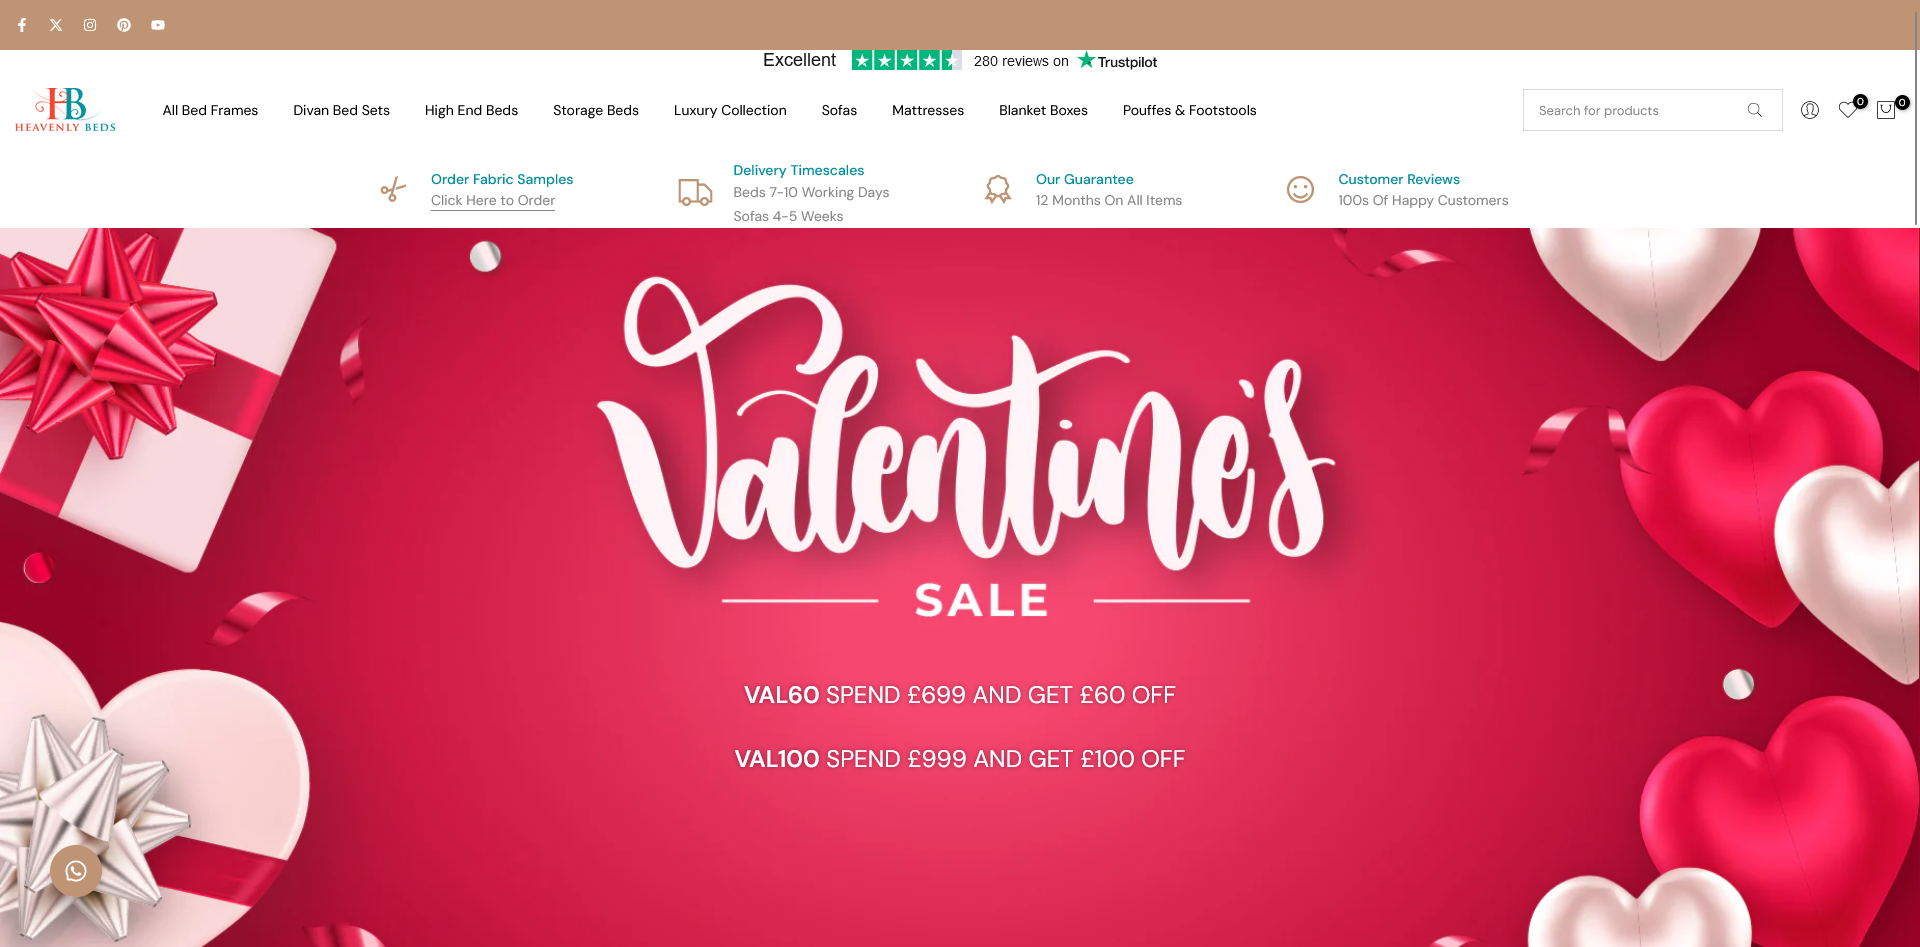 Excellent 280 reviews on Trustpilot
HB
HEAVENLY BEDS
All Bed Frames Divan Bed Sets High End Beds Storage Beds Luxury Collection Sofas Mattresses Blanket Boxes Pouffes & Footstools
Search for products
0
0
Order Fabric Samples
Click Here to Order
Delivery Timescales
Beds 7-10 Working Days
Sofas 4-5 Weeks
Our Guarantee
12 Months On All Items
Customer Reviews
100s Of Happy Customers
Valentine's
SALE
VAL60 SPEND £699 AND GET £60 OFF
VAL100 SPEND £999 AND GET £100 OFF